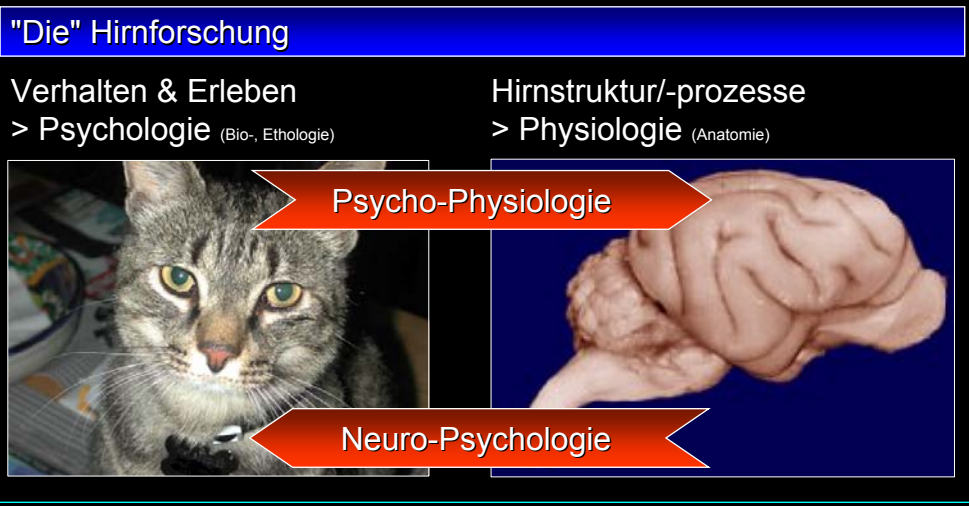 "Die" Hirnforschung
Verhalten & Erleben
> Psychologie (Bio-, Ethologie)
Hirnstruktur/-prozesse
> Physiologie (Anatomie)
Psycho-Physiologie
Neuro-Psychologie